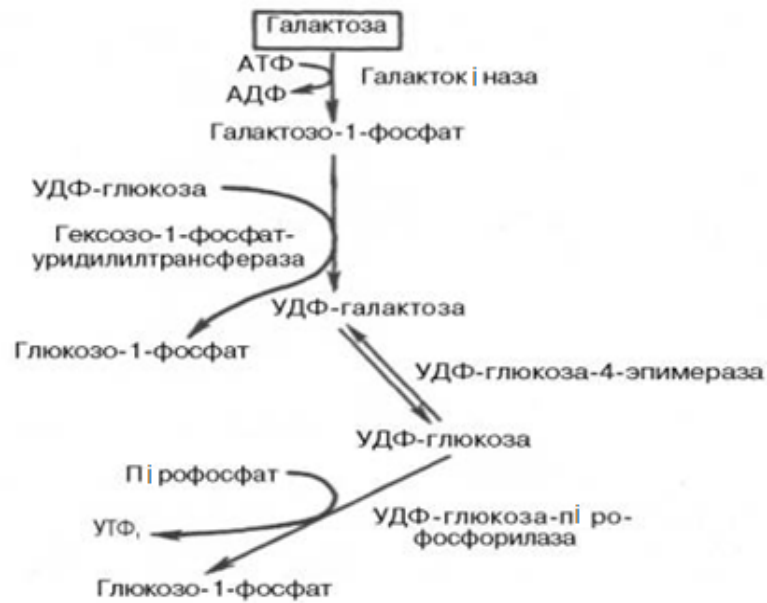 Галактоза
АТФ
Галактокіназа
АДФ
Галактозо-1-фосфат
УДФ-глюкоза
Гексозо-1-фосфат-
уридилилтрансфераза
УДФ-галактоза
Глюкозо-1-фосфат
УДФ-глюкоза-4-эпимераза
УДФ-глюкоза
Пірофосфат
УДФ-глюкоза-піро-
фосфорилаза
УТФ,
Глюкозо-1-фосфат